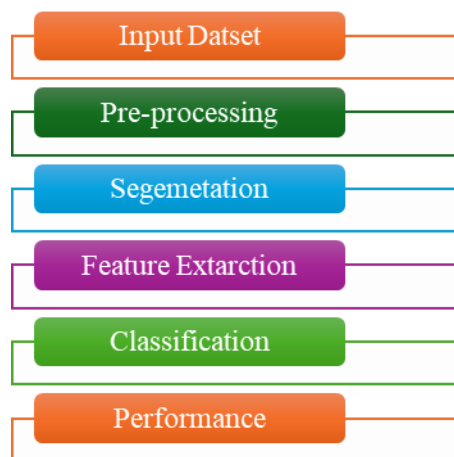 Input Datset
Pre-processing
Segemetation
Feature Extarction
Classification
Performance